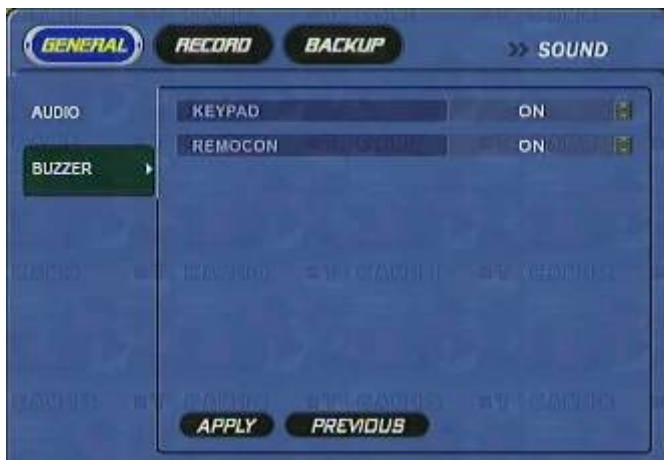 GENERAL RECORD BACKUP >> SOUND
AUDIO
KEYPAD ON
REMOCON ON
BUZZER
APPLY PREVIOUS